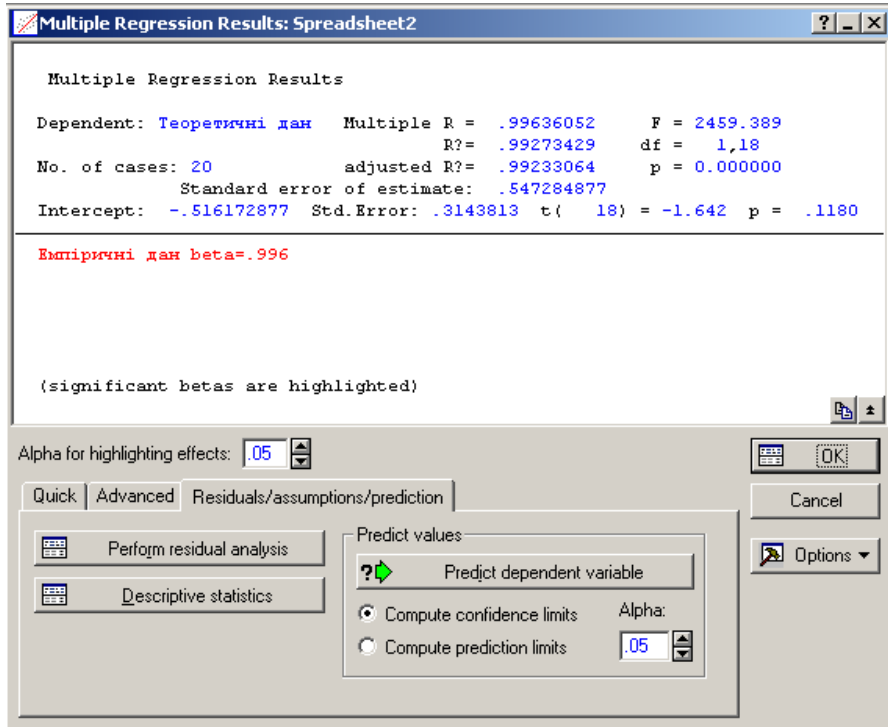 Multiple Regression Results: Spreadsheet2
Multiple Regression Results
Dependent: Теоретичні дан Multiple R = .99636052 F = 2459.389
R?= .99273429 df = 1,18
No. of cases: 20 adjusted R?= .99233064 p = 0.000000
Standard error of estimate: .547284877
Intercept: -.516172877 Std.Error: .3143813 t( 18) = -1.642 p = .1180
Емпіричні дан beta=.996
(significant betas are highlighted)
Alpha for highlighting effects: .05
OK
Quick Advanced Residuals/assumptions/prediction
Cancel
Perform residual analysis
Descriptive statistics
Predict values
Predict dependent variable
Compute confidence limits
Compute prediction limits
Alpha:
.05
Options